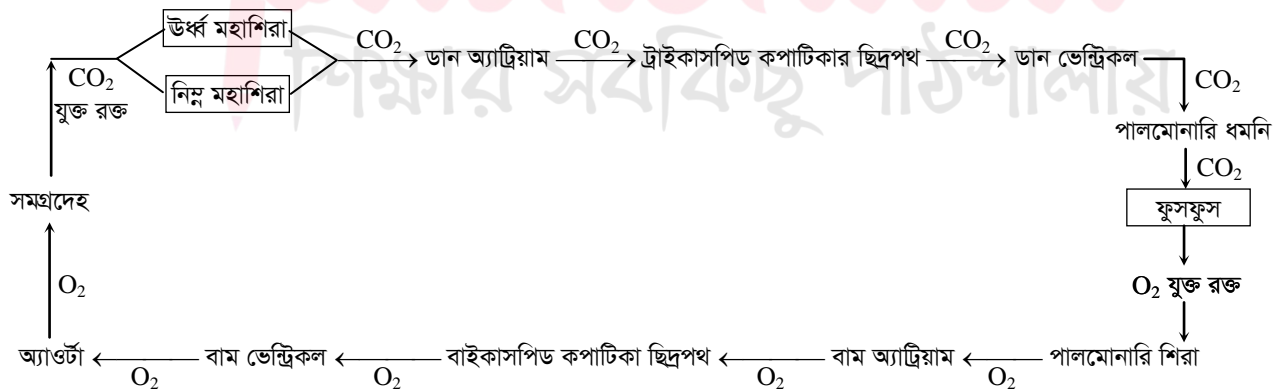 ঊর্ধ্ব মহাশিরা
নিম্ন মহাশিরা
CO₂
যুক্ত রক্ত
CO₂
ডান অ্যাট্রিয়াম
CO₂
ট্রাইকাসপিড কপাটিকার ছিদ্রপথ
CO₂
ডান ভেন্ট্রিকল
CO₂
পালমোনারি ধমনি
CO₂
ফুসফুস
O₂ যুক্ত রক্ত
পালমোনারি শিরা
O₂
বাম অ্যাট্রিয়াম
O₂
বাইকাসপিড কপাটিকা ছিদ্রপথ
O₂
বাম ভেন্ট্রিকল
O₂
অ্যাওর্টা
O₂
সমগ্রদেহ
শিক্ষার সবকিছু পাঠশালায়